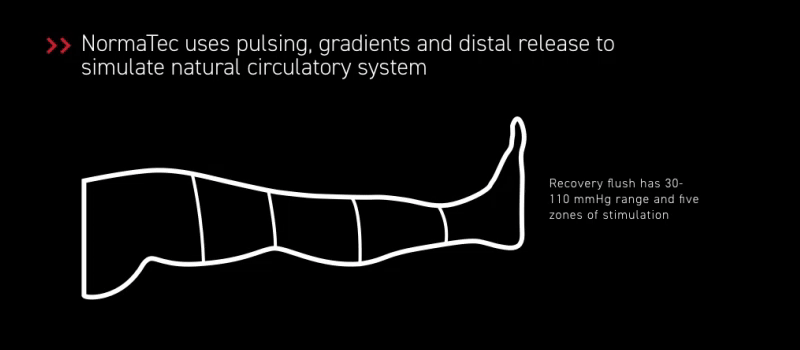 NormaTec uses pulsing, gradients and distal release to
simulate natural circulatory system
Recovery flush has 30-
110 mmHg range and five
zones of stimulation